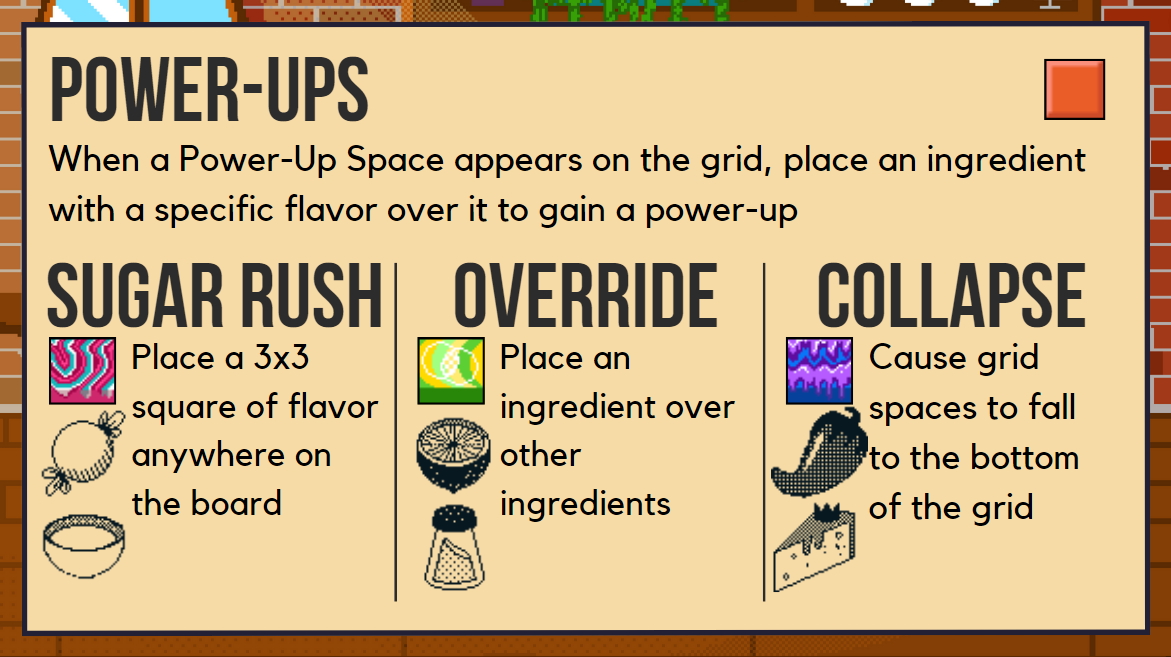 POWER-UPS
When a Power-Up Space appears on the grid, place an ingredient
with a specific flavor over it to gain a power-up
SUGAR RUSH
Place a 3x3
square of flavor
anywhere on
the board
OVERRIDE
Place an
ingredient over
other
ingredients
COLLAPSE
Cause grid
spaces to fall
to the bottom
of the grid